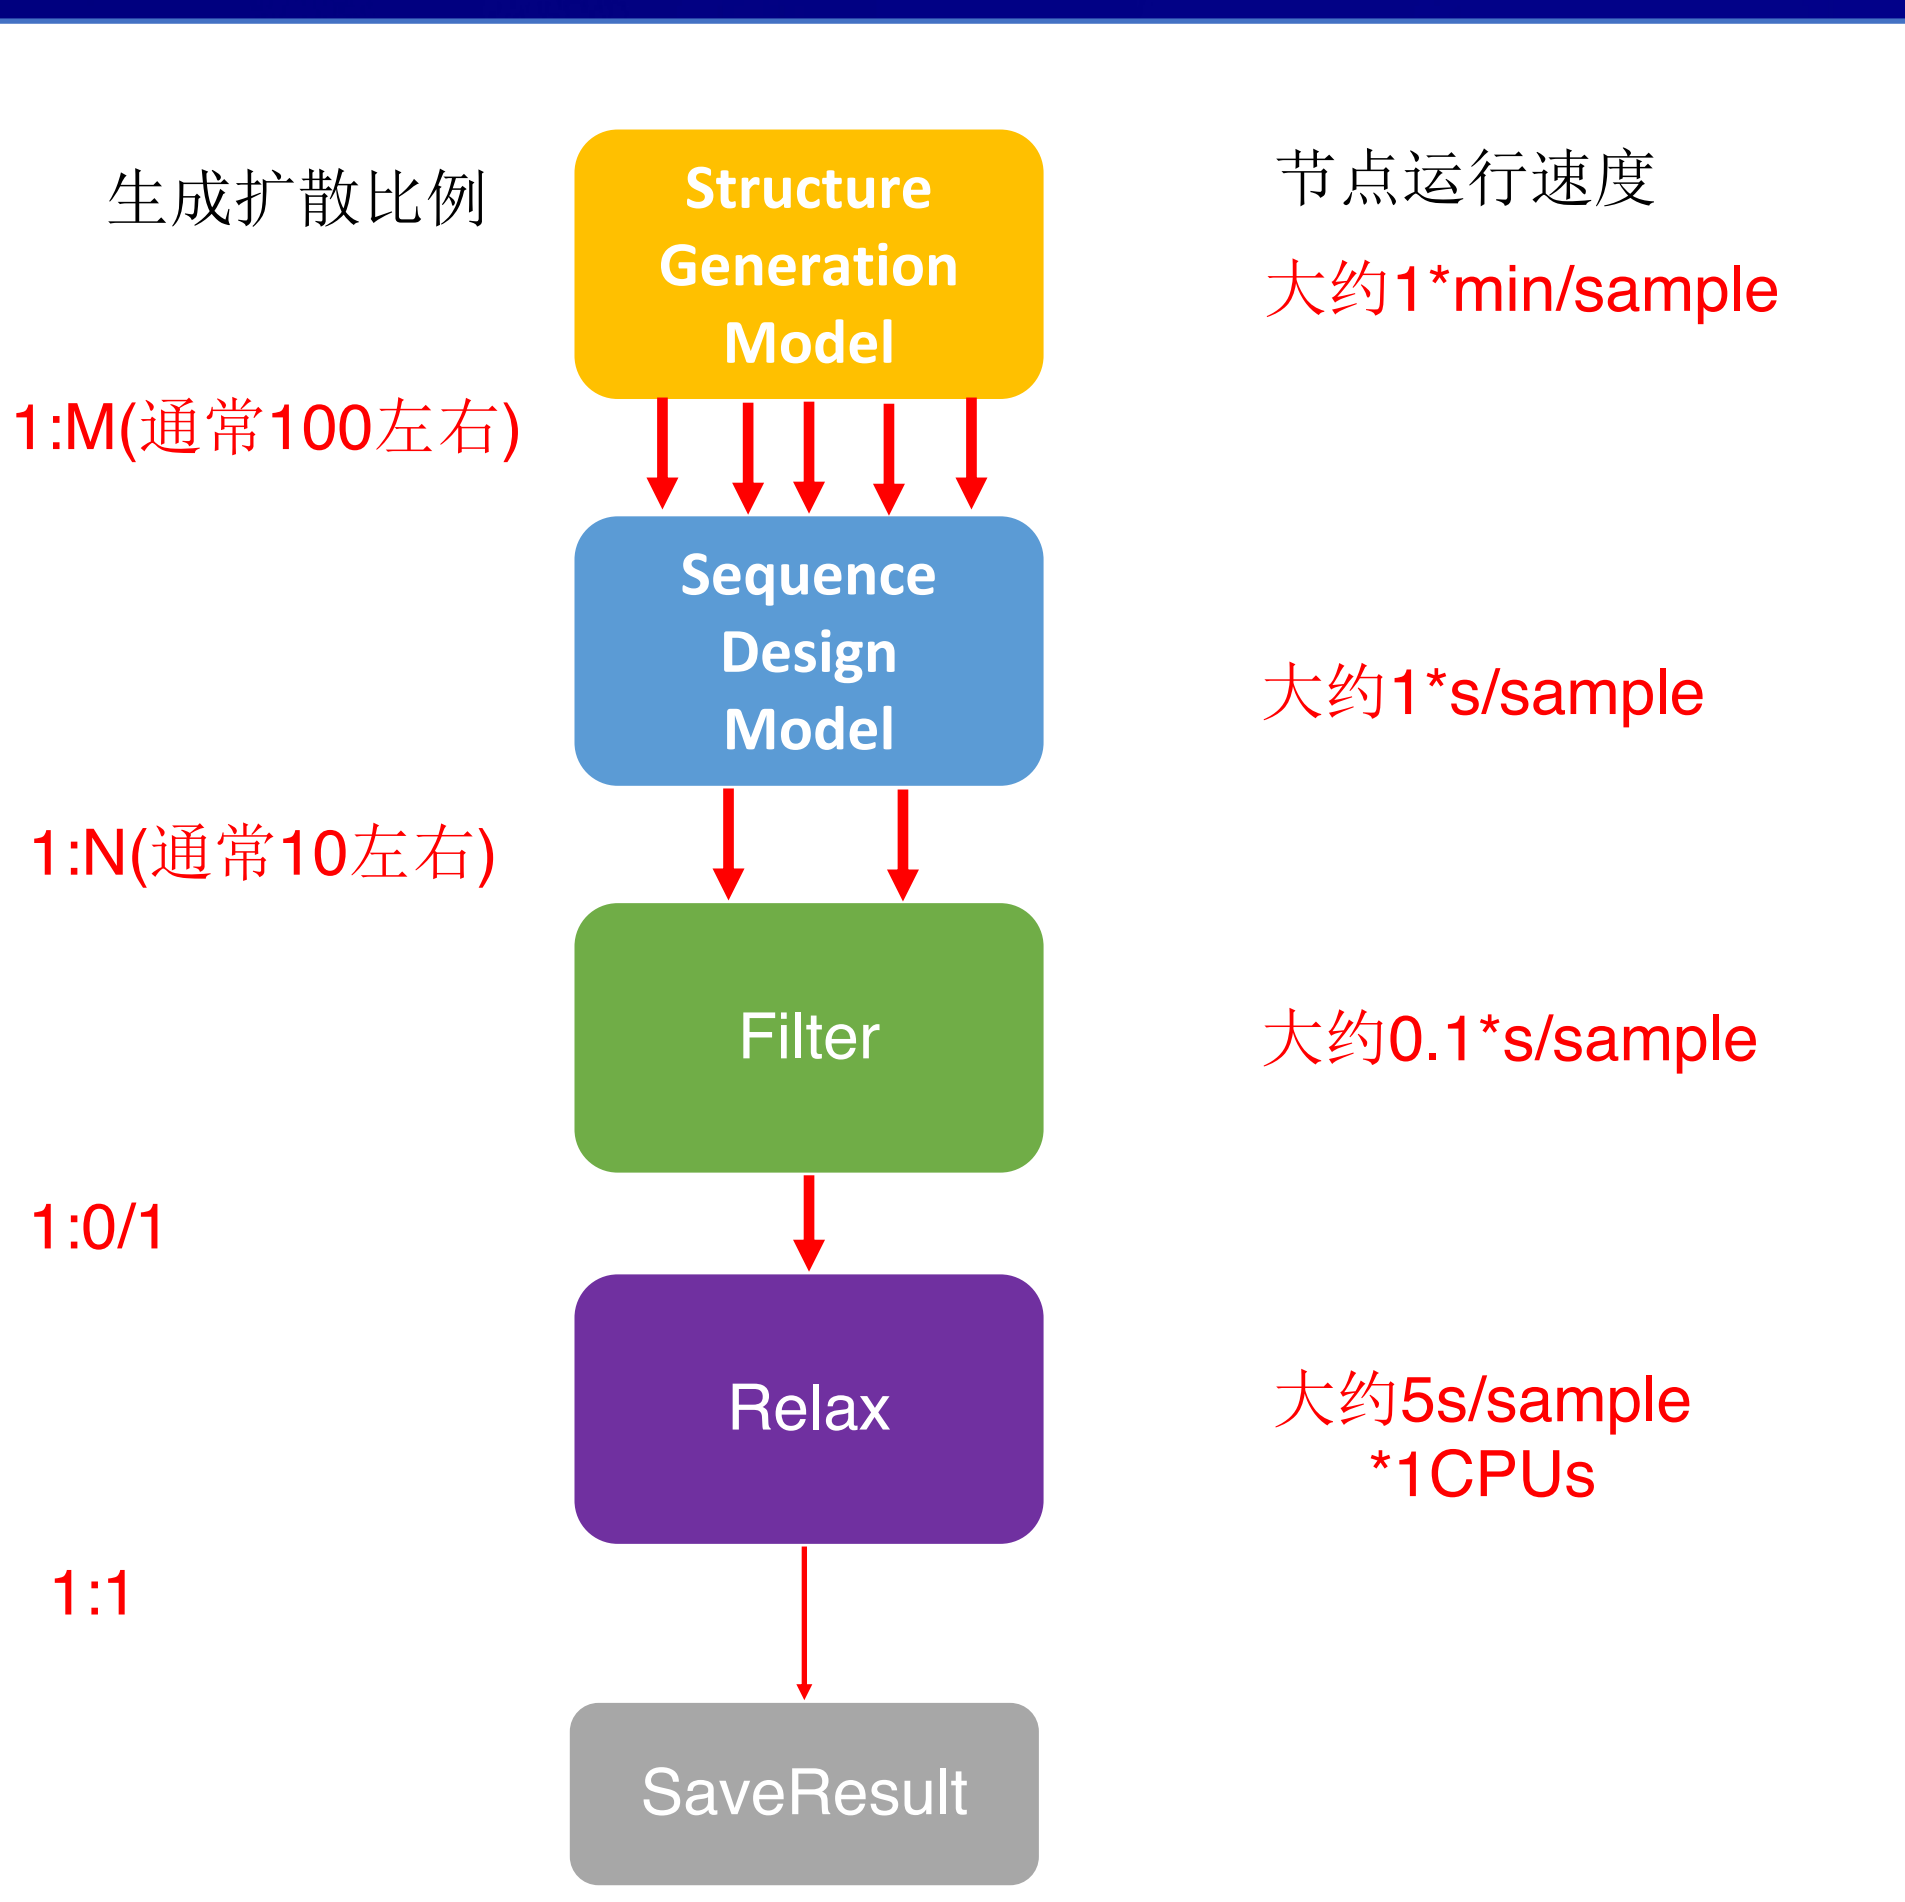 生成扩散比例
Structure
Generation
Model
节点运行速度
大约1*min/sample
1:M(通常100左右)
Sequence
Design
Model
大约1*s/sample
1:N(通常10左右)
Filter
大约0.1*s/sample
1:0/1
Relax
大约5s/sample
*1CPUs
1:1
SaveResult